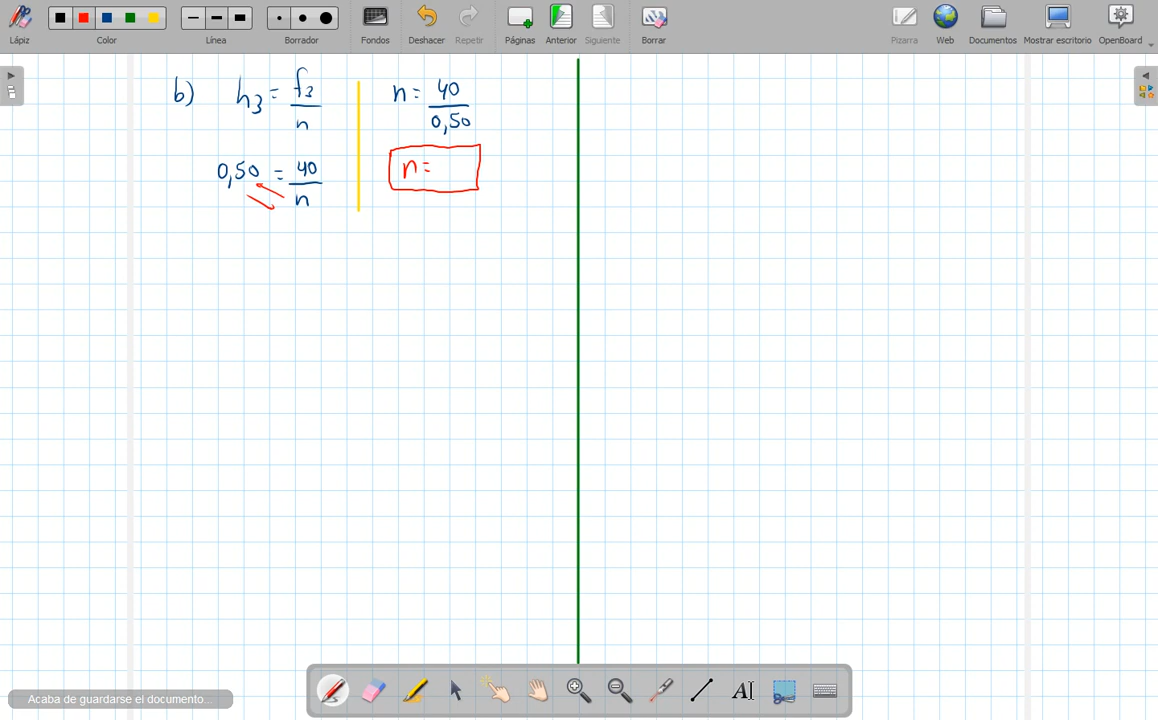 Lápiz Color Línea Borrador Fondos Deshacer Repetir Páginas Anterior Siguiente Borrar Pizarra Web Documentos Mostrar escritorio OpenBoard
b) h3 = f3/n
0,50 = 40/n
n = 40/0,50
n =
Acaba de guardarse el documento...